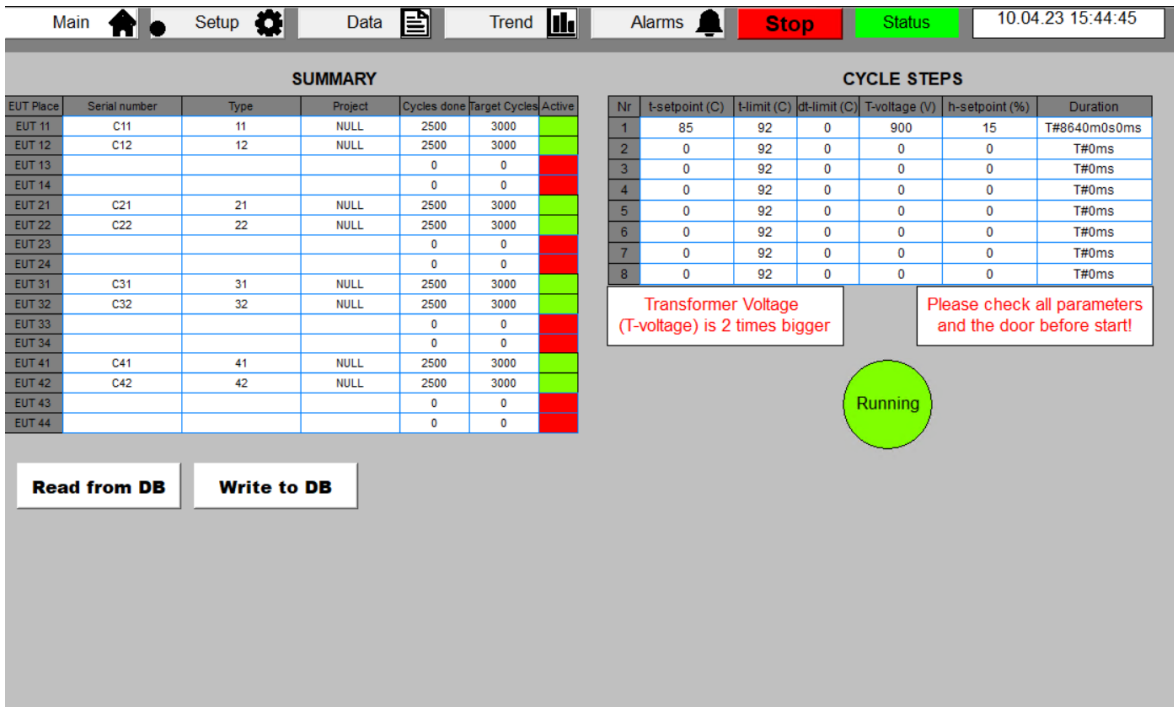 Main Setup Data Trend Alarms Stop Status 10.04.23 15:44:45
SUMMARY
EUT Place Serial number Type Project Cycles done Target Cycles Active
EUT 11 C11 11 NULL 2500 3000
EUT 12 C12 12 NULL 2500 3000
EUT 13 0 0
EUT 14 0 0
EUT 21 C21 21 NULL 2500 3000
EUT 22 C22 22 NULL 2500 3000
EUT 23 0 0
EUT 24 0 0
EUT 31 C31 31 NULL 2500 3000
EUT 32 C32 32 NULL 2500 3000
EUT 33 0 0
EUT 34 0 0
EUT 41 C41 41 NULL 2500 3000
EUT 42 C42 42 NULL 2500 3000
EUT 43 0 0
EUT 44 0 0
Read from DB Write to DB
CYCLE STEPS
Nr t-setpoint (C) t-limit (C) dt-limit (C) T-voltage (V) h-setpoint (%) Duration
1 85 92 0 900 15 T#8640m0s0ms
2 0 92 0 0 0 T#0ms
3 0 92 0 0 0 T#0ms
4 0 92 0 0 0 T#0ms
5 0 92 0 0 0 T#0ms
6 0 92 0 0 0 T#0ms
7 0 92 0 0 0 T#0ms
8 0 92 0 0 0 T#0ms
Transformer Voltage
(T-voltage) is 2 times bigger
Please check all parameters
and the door before start!
Running